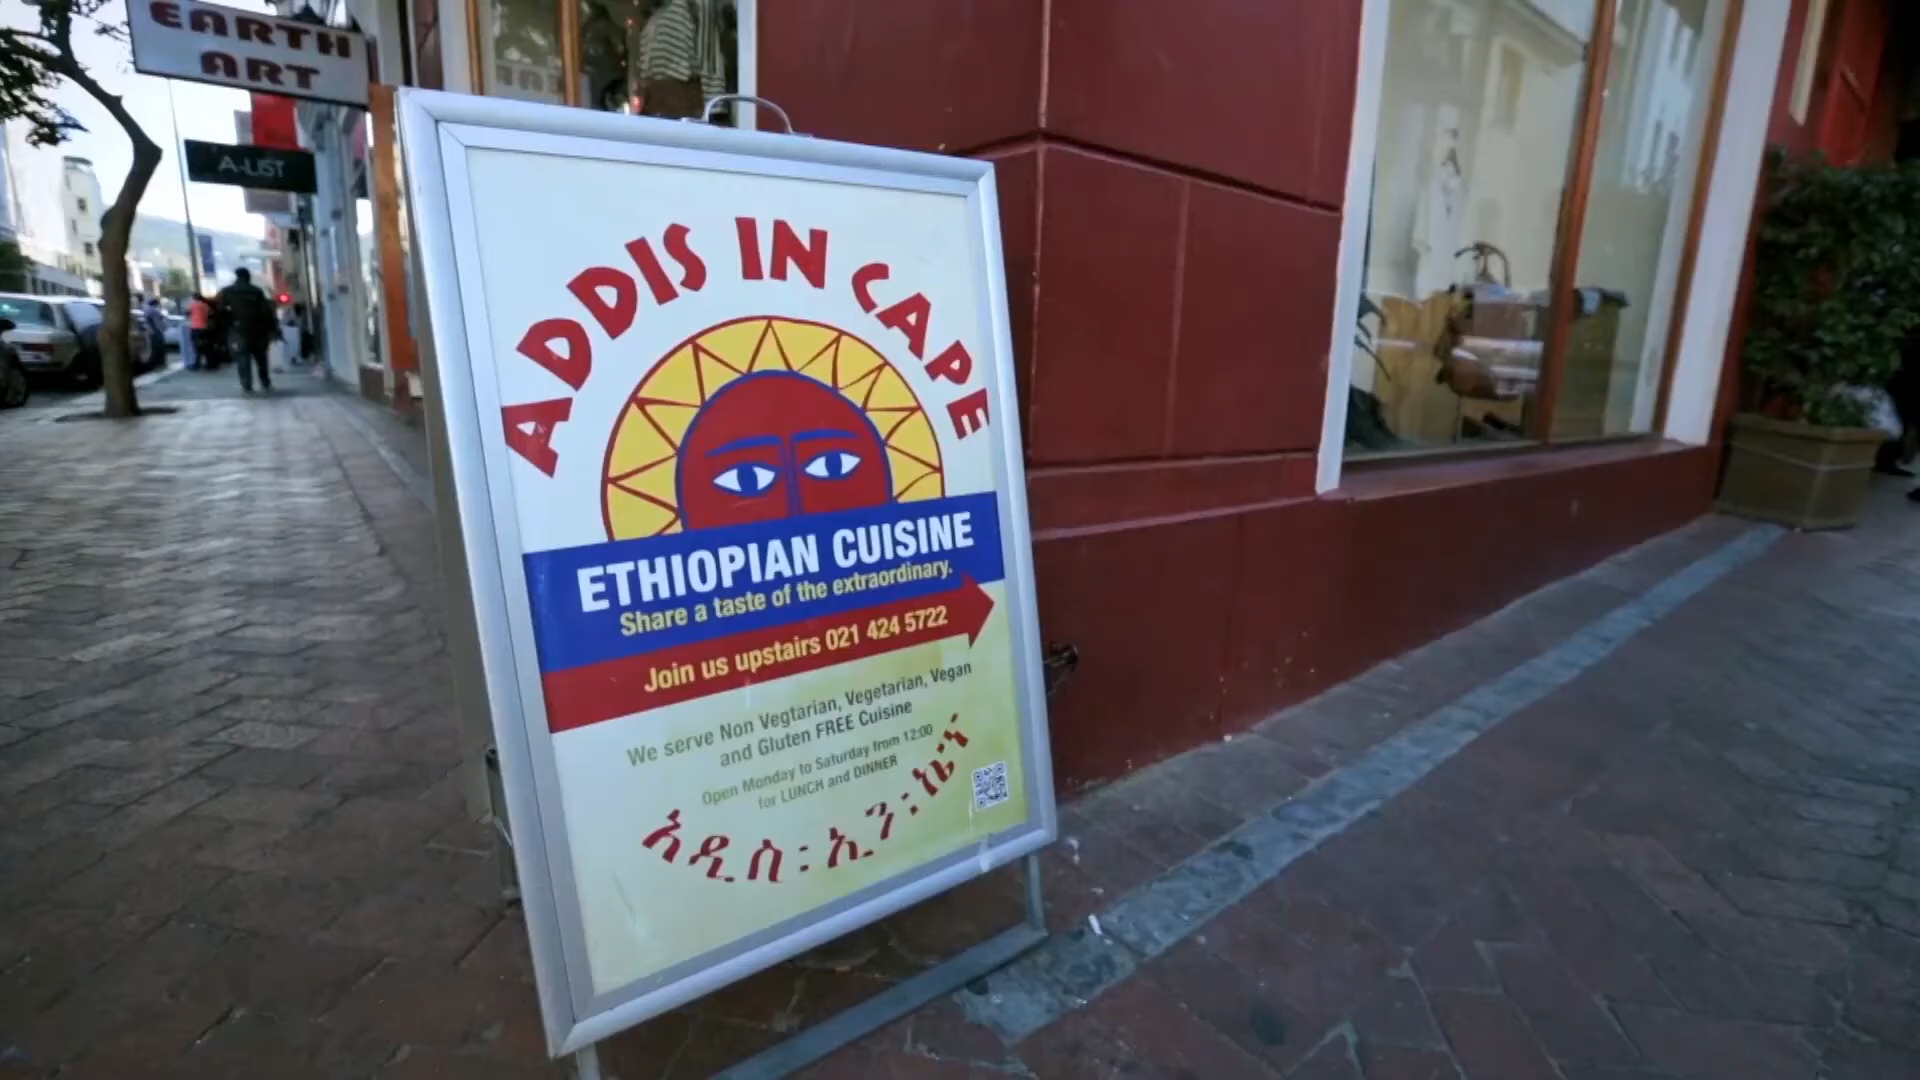 EARTH
ART
A-LIST
ADDIS IN CAPE
ETHIOPIAN CUISINE
Share a taste of the extraordinary.
Join us upstairs 021 424 5722
We serve Non Vegtarian, Vegetarian, Vegan
and Gluten FREE Cuisine
Open Monday to Saturday from 12:00
for LUNCH and DINNER
አዲስ : ኢን : ኬፕ